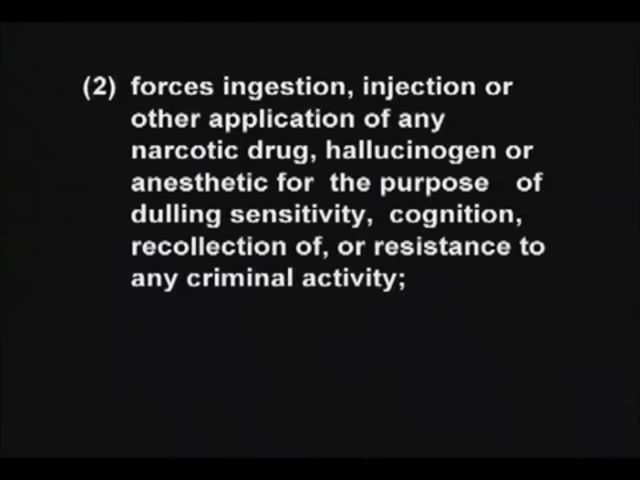 (2) forces ingestion, injection or
other application of any
narcotic drug, hallucinogen or
anesthetic for the purpose of
dulling sensitivity, cognition,
recollection of, or resistance to
any criminal activity;